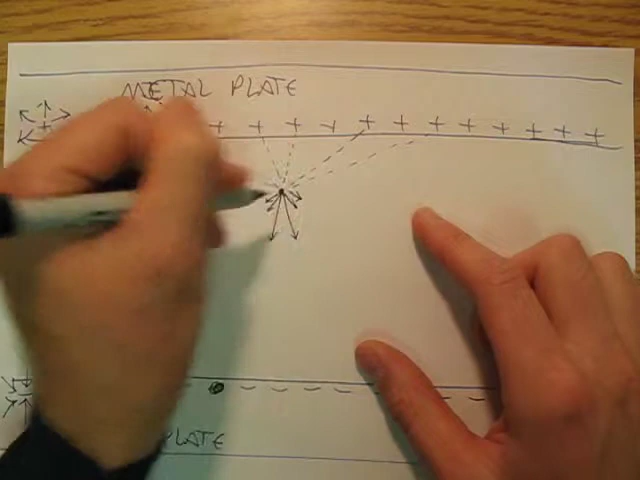 METAL PLATE
+ + + + + + + + + + + + + +
- - - - - - -
PLATE